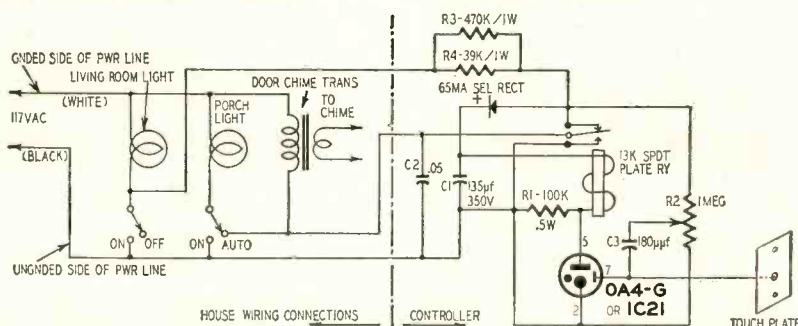 R3-470K/1W
GNDED SIDE OF PWR LINE
LIVING ROOM LIGHT
R4-39K/1W
DOOR CHIME TRANS
65MA SEL RECT
(WHITE)
TO
CHIME
+
PORCH
LIGHT
117VAC
(BLACK)
C2
.05
C1
135µf
350V
13K SPDT
PLATE RY
R1-100K
.5W
R2
1MEG
C3
180µµf
ON
OFF
ON
AUTO
5
7
2
0A4-G
OR 1C21
UNGNDED SIDE OF PWR LINE
HOUSE WIRING CONNECTIONS
CONTROLLER
TOUCH PLATE